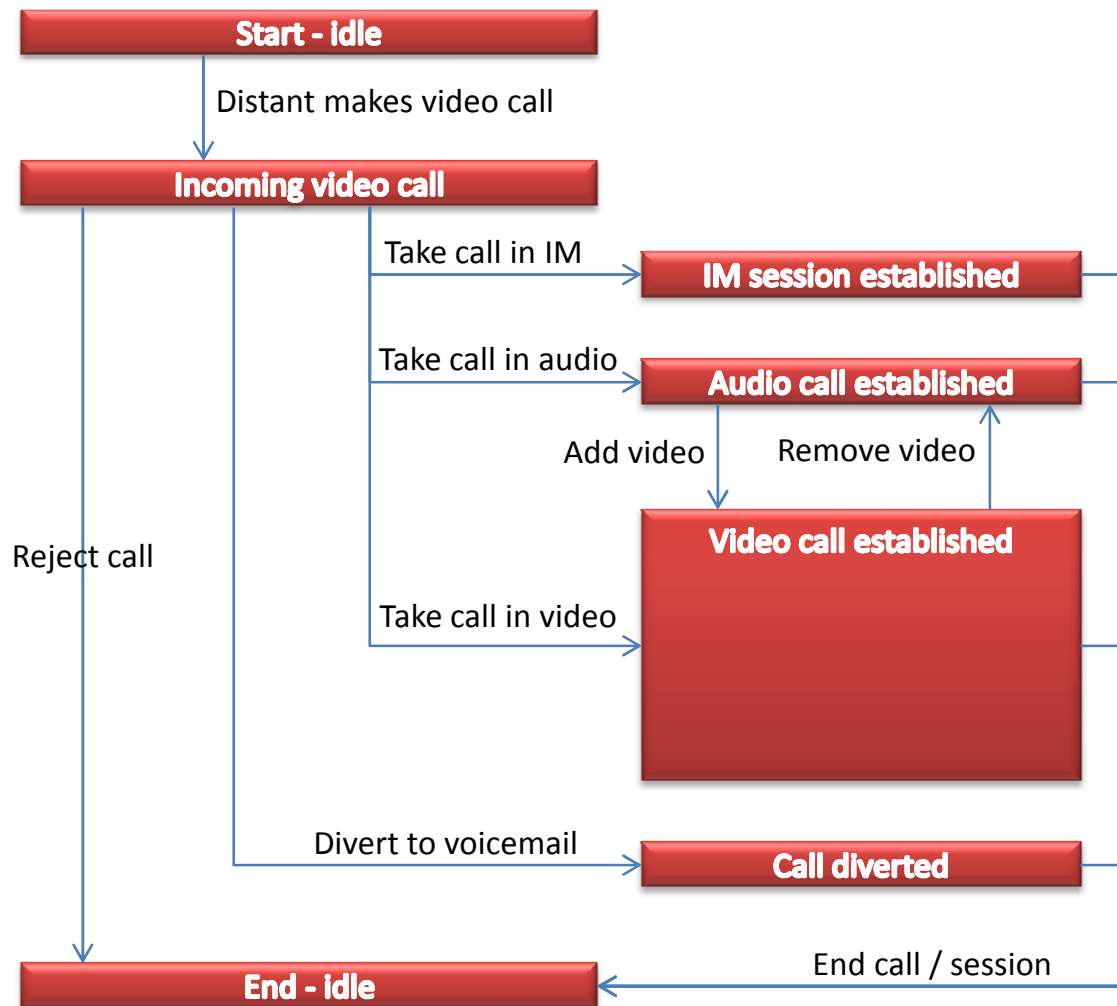 Start - idle
Distant makes video call
Incoming video call
Take call in IM
IM session established
Take call in audio
Audio call established
Add video
Remove video
Video call established
Reject call
Take call in video
Divert to voicemail
Call diverted
End call / session
End - idle